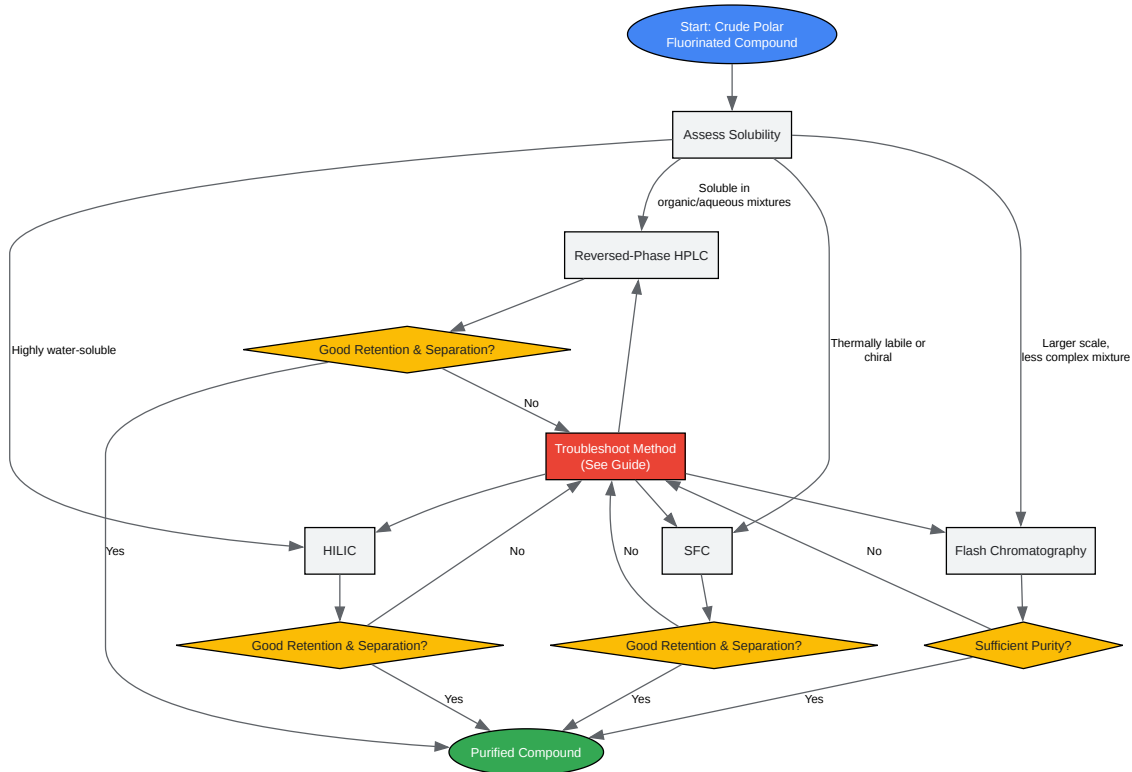 Start: Crude Polar
Fluorinated Compound
Assess Solubility
Soluble in
organic/aqueous mixtures
Reversed-Phase HPLC
Good Retention & Separation?
Highly water-soluble
Thermally labile or
chiral
Larger scale,
less complex mixture
No
Troubleshoot Method
(See Guide)
Yes
HILIC
No
No
SFC
No
Flash Chromatography
Good Retention & Separation?
Good Retention & Separation?
Sufficient Purity?
Yes
Yes
Yes
Purified Compound